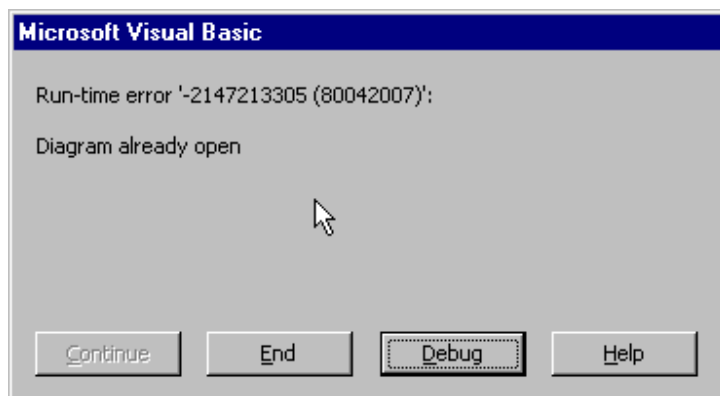 Microsoft Visual Basic
Run-time error '-2147213305 (80042007)':
Diagram already open
Continue End Debug Help